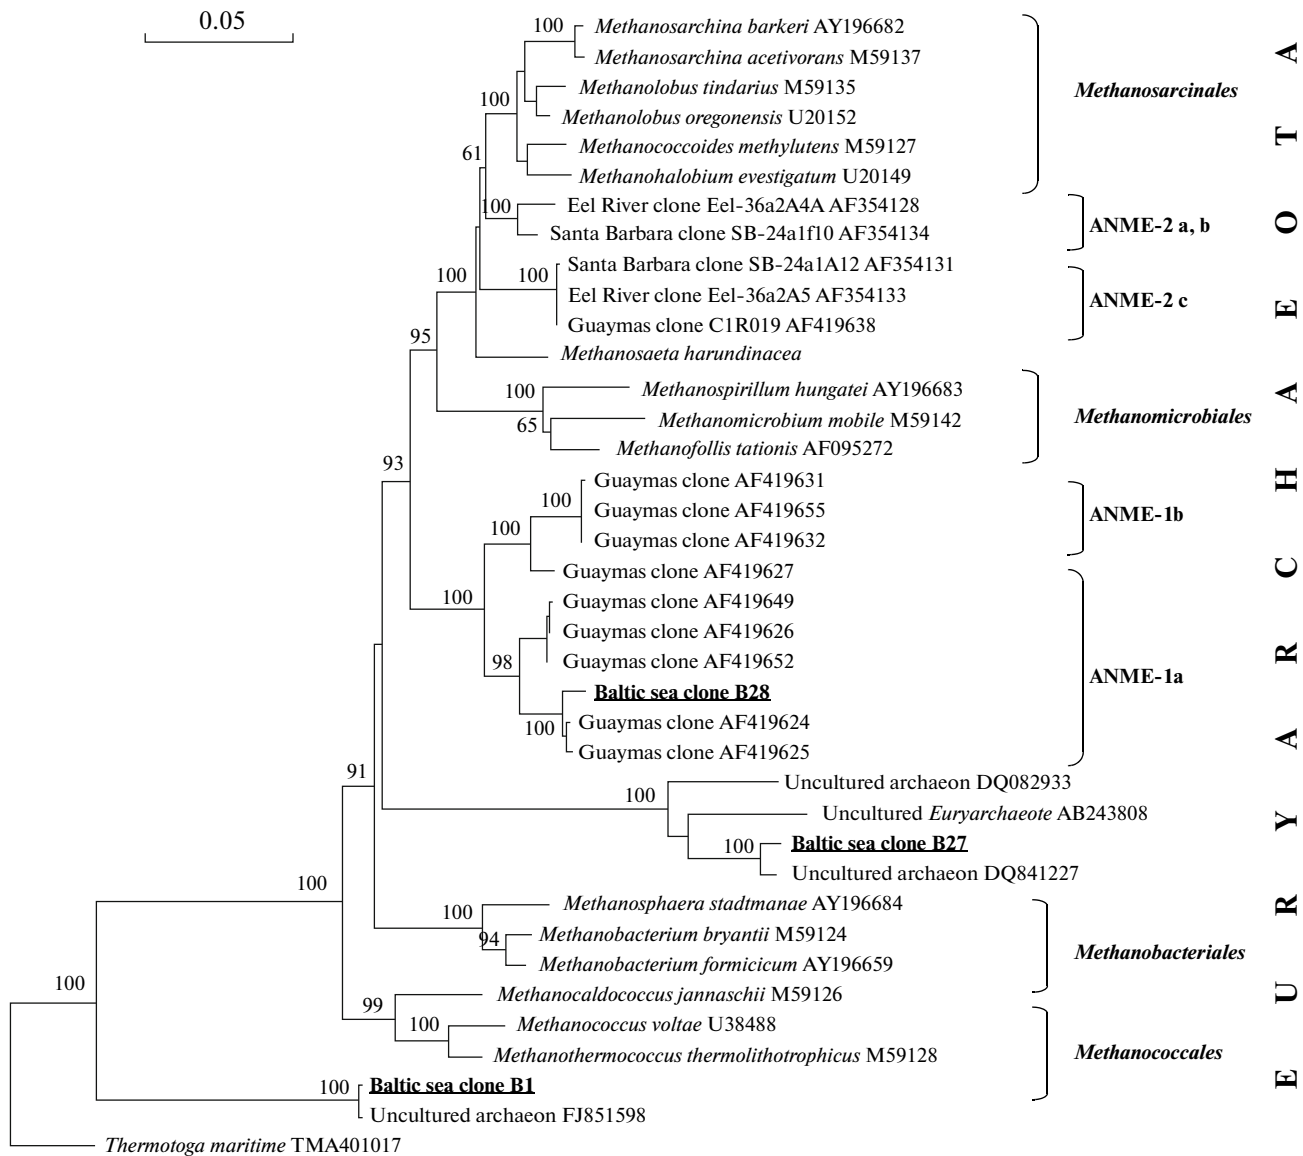 0.05
100
Methanosarchina barkeri AY196682
Methanosarchina acetivorans M59137
100
Methanolobus tindarius M59135
Methanolobus oregonensis U20152
Methanosarcinales
61
Methanococcoides methylutens M59127
Methanohalobium evestigatum U20149
100
Eel River clone Eel-36a2A4A AF354128
Santa Barbara clone SB-24a1f10 AF354134
ANME-2 a, b
100
100
Santa Barbara clone SB-24a1A12 AF354131
Eel River clone Eel-36a2A5 AF354133
Guaymas clone C1R019 AF419638
ANME-2 c
95
Methanosaeta harundinacea
100
Methanospirillum hungatei AY196683
65
Methanomicrobium mobile M59142
Methanofollis tationis AF095272
Methanomicrobiales
93
100
100
Guaymas clone AF419631
Guaymas clone AF419655
Guaymas clone AF419632
ANME-1b
Guaymas clone AF419627
100
Guaymas clone AF419649
Guaymas clone AF419626
98
Guaymas clone AF419652
Baltic sea clone B28
100
Guaymas clone AF419624
Guaymas clone AF419625
ANME-1a
91
100
Uncultured archaeon DQ082933
Uncultured Euryarchaeote AB243808
100
Baltic sea clone B27
Uncultured archaeon DQ841227
100
100
Methanosphaera stadtmanae AY196684
94
Methanobacterium bryantii M59124
Methanobacterium formicicum AY196659
Methanobacteriales
100
99
Methanocaldococcus jannaschii M59126
100
Methanococcus voltae U38488
Methanothermococcus thermolithotrophicus M59128
Methanococcales
100
Baltic sea clone B1
Uncultured archaeon FJ851598
Thermotoga maritime TMA401017
E U R Y A R C H A E O T A